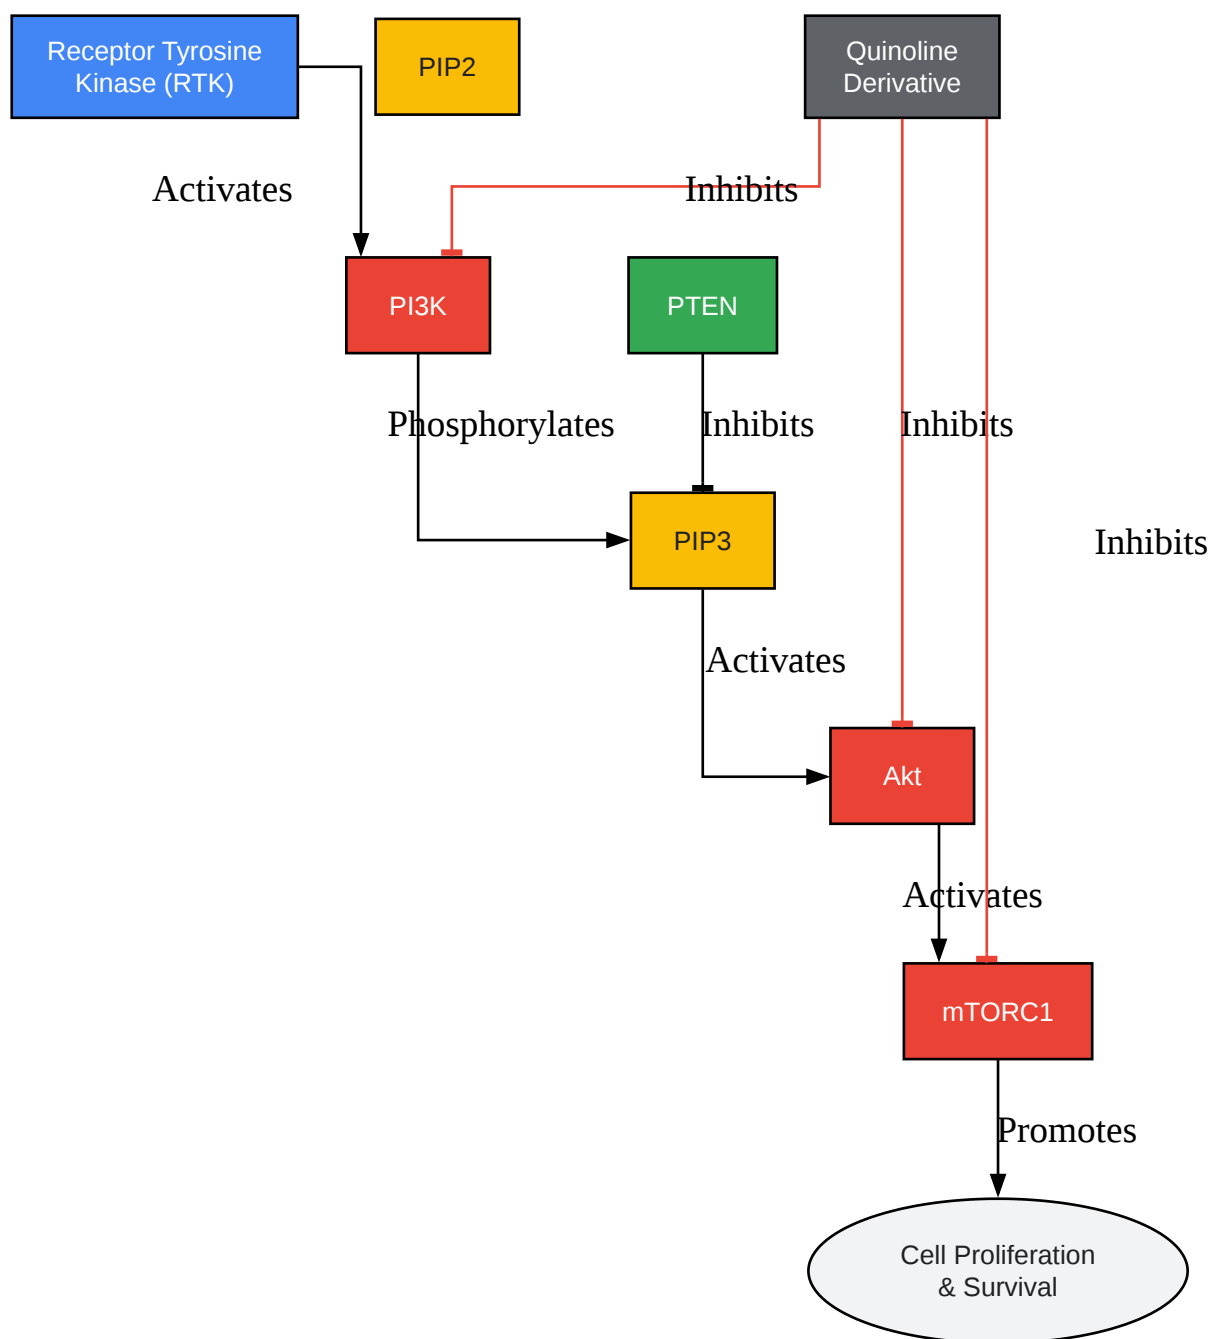 Receptor Tyrosine
Kinase (RTK)
PIP2
Quinoline
Derivative
Activates
Inhibits
PI3K
PTEN
Phosphorylates
Inhibits
Inhibits
PIP3
Inhibits
Activates
Akt
Activates
mTORC1
Promotes
Cell Proliferation
& Survival